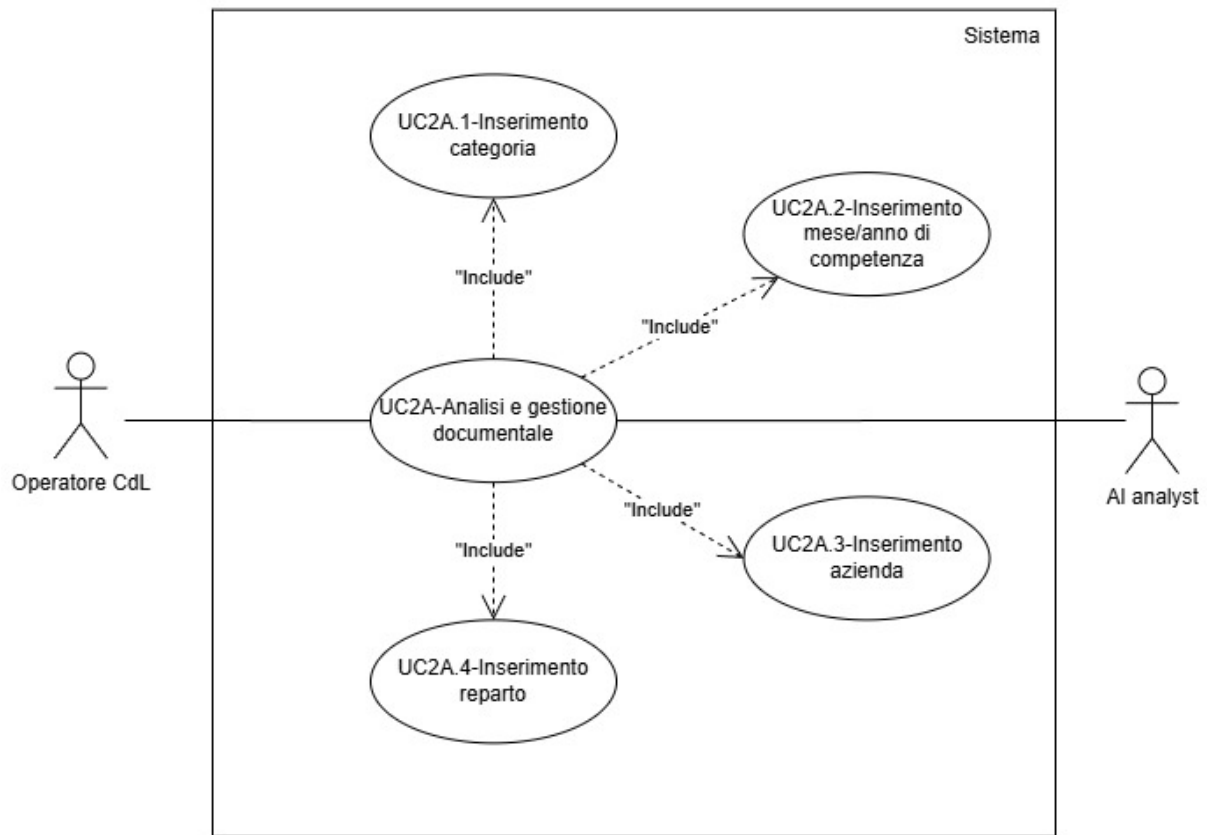 Sistema
UC2A.1-Inserimento
categoria
UC2A.2-Inserimento
mese/anno di
competenza
"Include"
"Include"
UC2A-Analisi e gestione
documentale
Operatore CdL
AI analyst
"Include"
"Include"
UC2A.3-Inserimento
azienda
UC2A.4-Inserimento
reparto